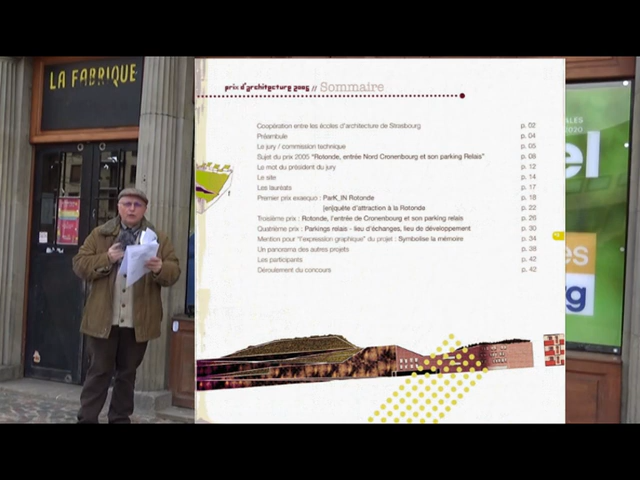 LA FABRIQUE
prix d'architecture 2005 // Sommaire
Coopération entre les écoles d'architecture de Strasbourg p. 02
Préambule p. 04
Le jury / commission technique p. 05
Sujet du prix 2005 "Rotonde, entrée Nord Cronenbourg et son parking Relais" p. 09
Le mot du président du jury p. 12
Le site p. 14
Les lauréats p. 17
Premier prix exaequo : ParK_IN Rotonde p. 18
[en]quête d'attraction à la Rotonde p. 22
Troisième prix : Rotonde, l'entrée de Cronenbourg et son parking relais p. 26
Quatrième prix : Parkings relais - lieu d'échanges, lieu de développement p. 30
Mention pour "l'expression graphique" du projet : Symbolise la mémoire p. 34
Un panorama des autres projets p. 38
Les participants p. 42
Déroulement du concours p. 42
ALES
2020
el
es
rg